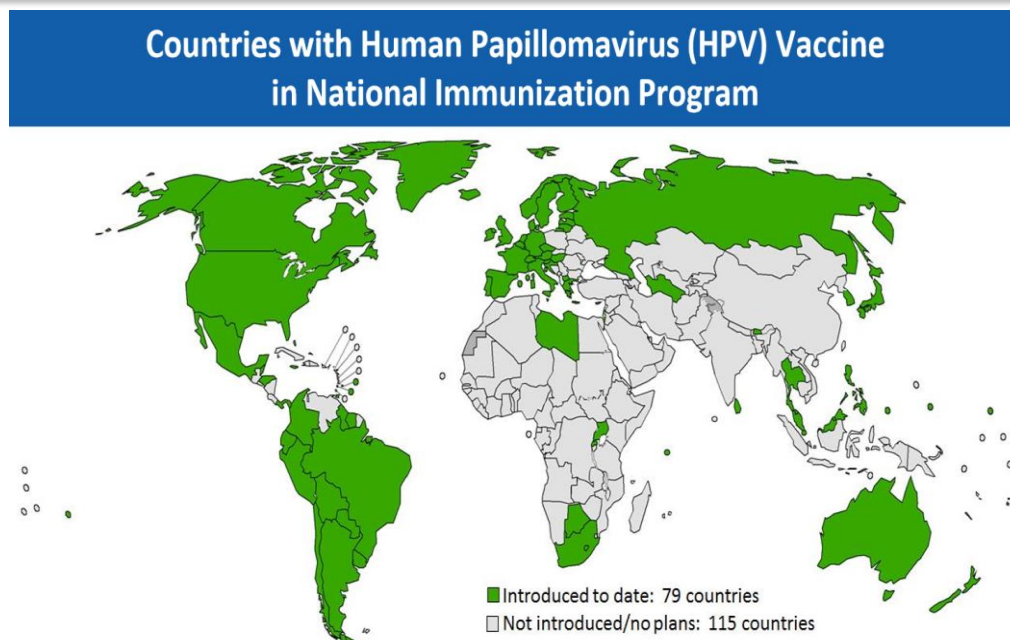 Countries with Human Papillomavirus (HPV) Vaccine
in National Immunization Program
Introduced to date: 79 countries
Not introduced/no plans: 115 countries